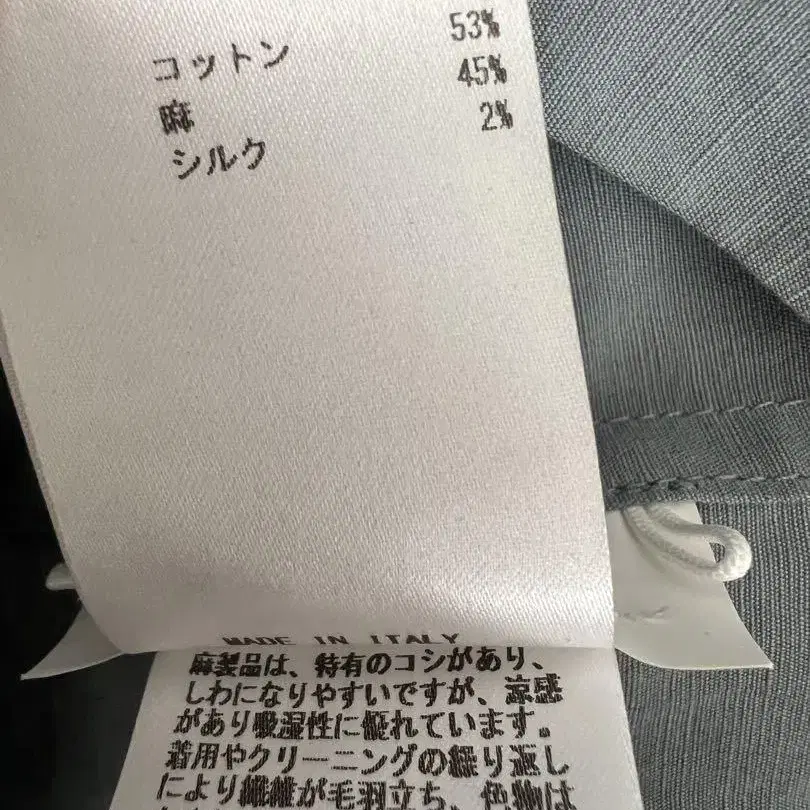 コットン 53%
麻 45%
シルク 2%
MADE IN ITALY
麻製品は、特有のコシがあり、
しわになりやすいですが、涼感
があり吸湿性に優れています。
着用やクリーニングの繰り返し
により繊維が毛羽立ち、色物は